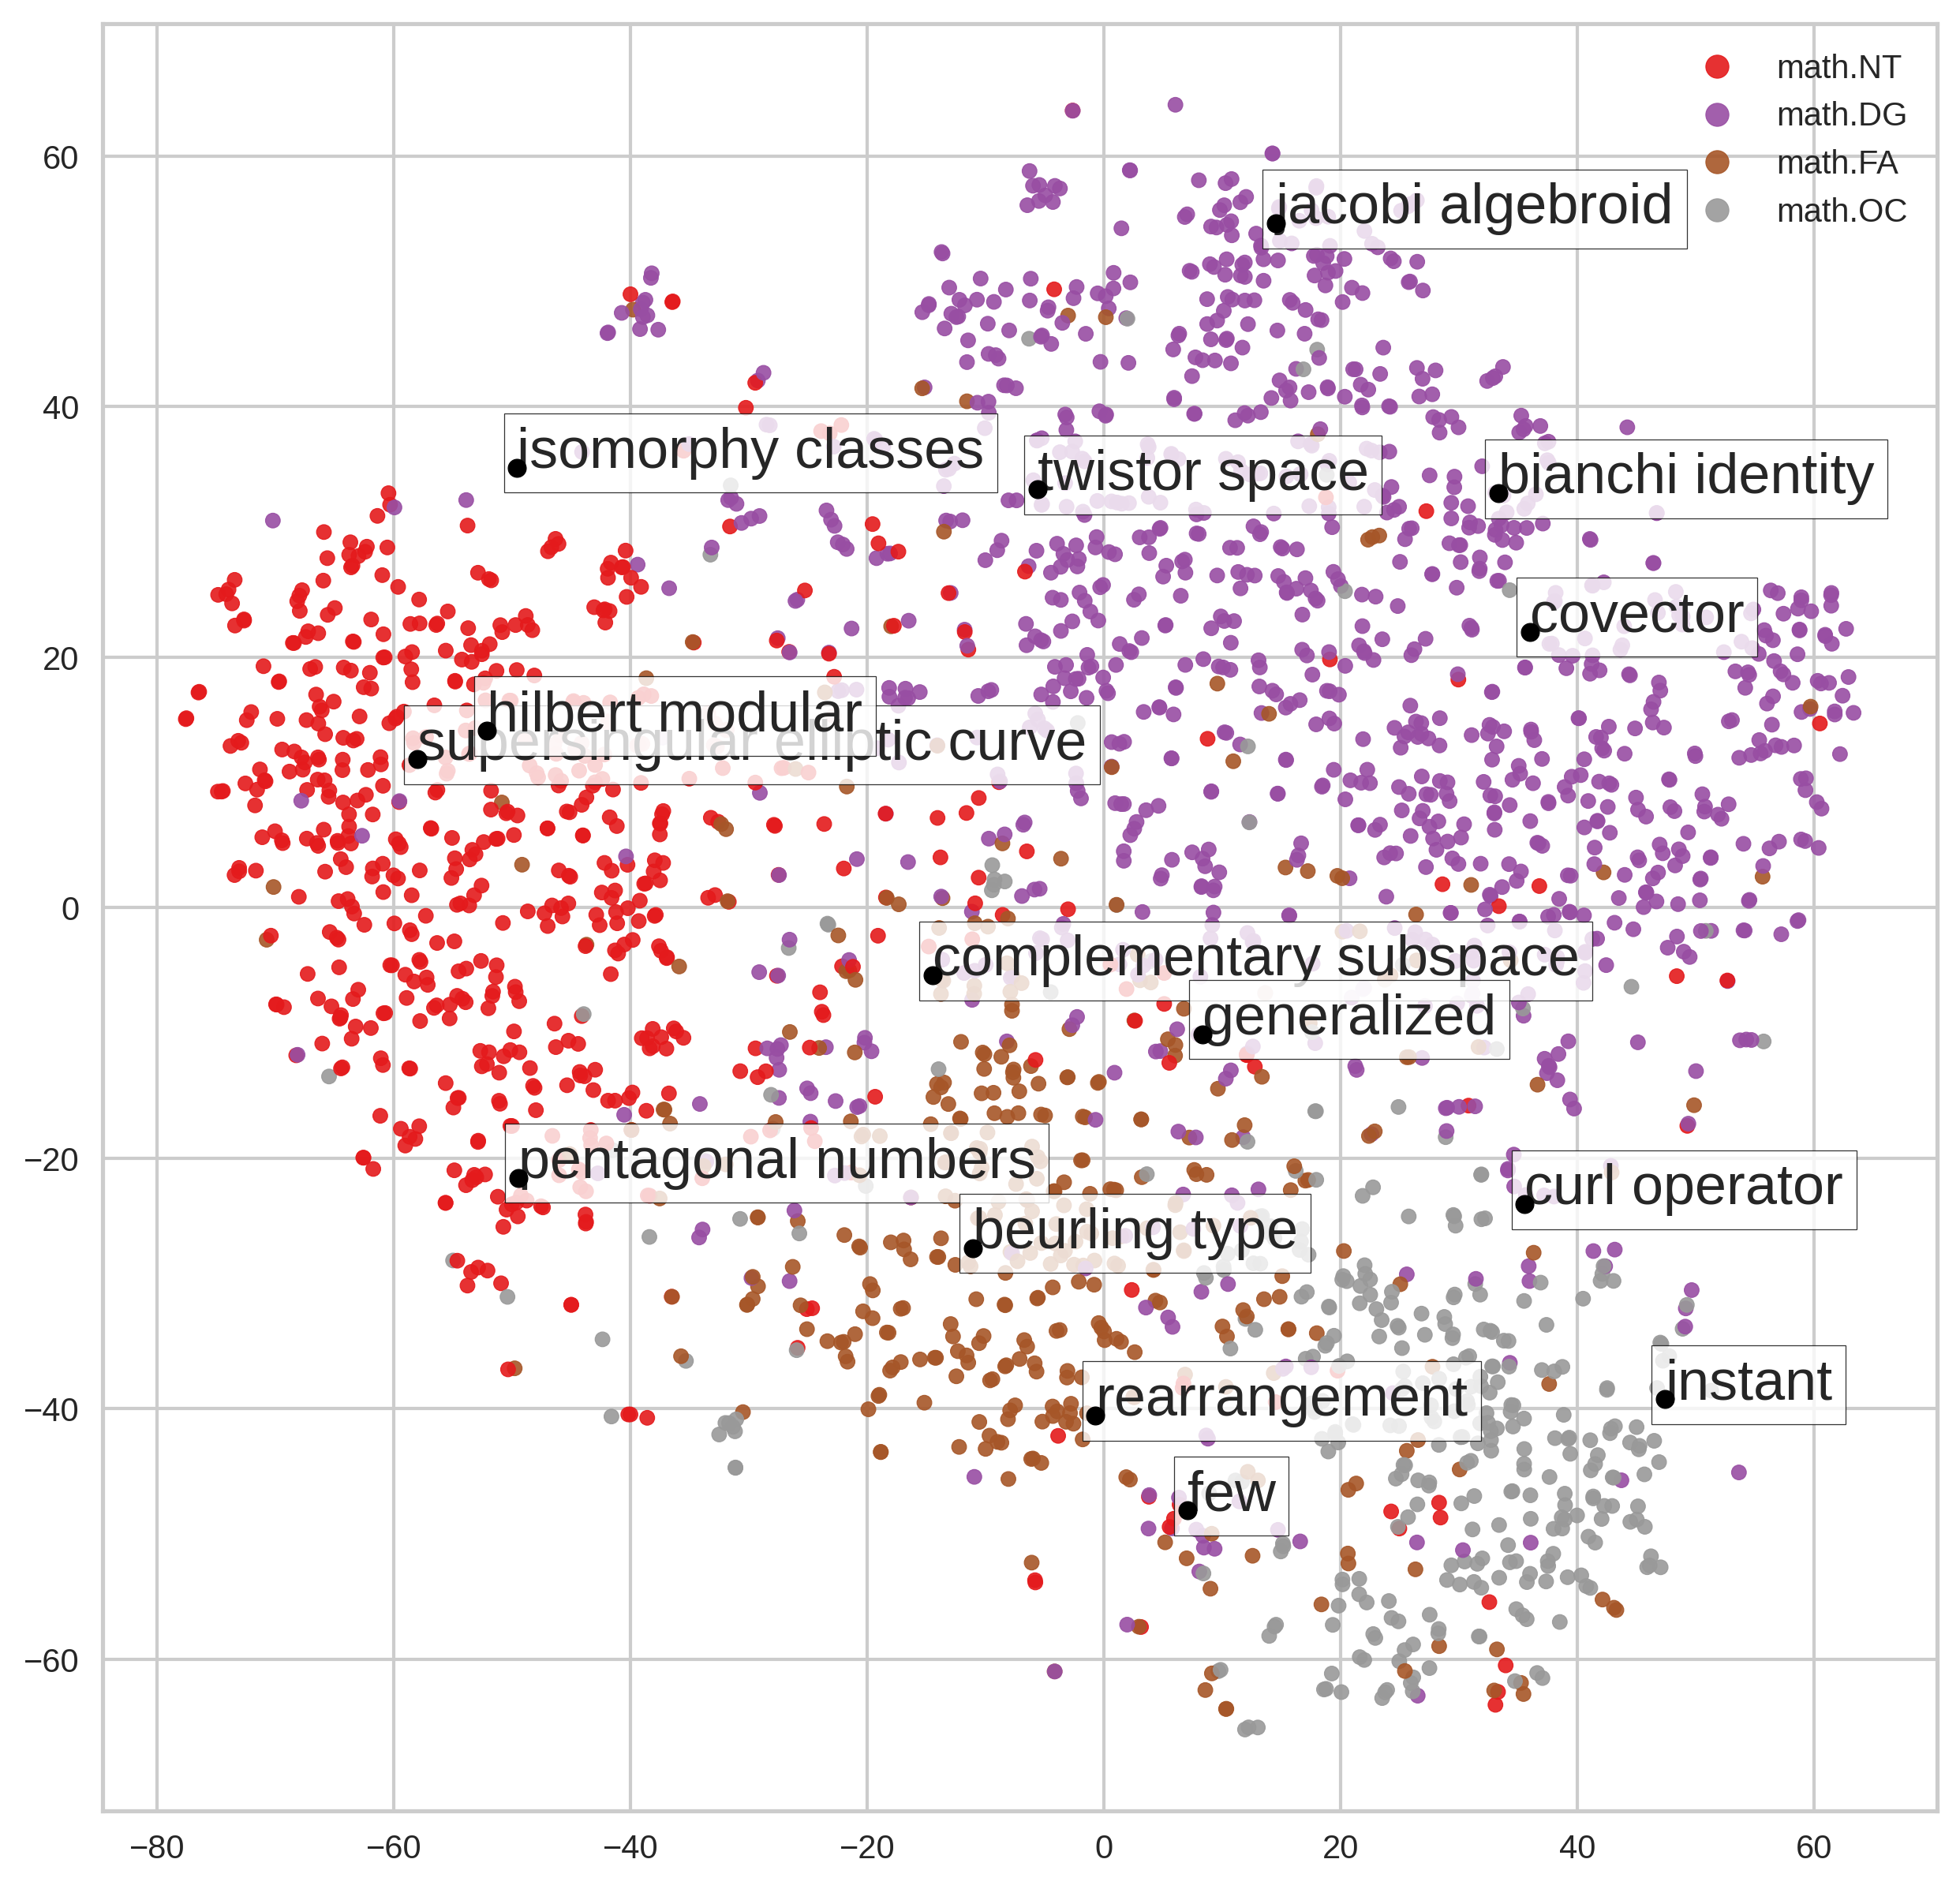 math.NT
math.DG
math.FA
math.OC
jacobi algebroid
isomorphy classes
twistor space
bianchi identity
covector
hilbert modular
supersingular elliptic curve
complementary subspace
generalized
pentagonal numbers
curl operator
beurling type
rearrangement
instant
few
60
40
20
0
−20
−40
−60
−80
−60
−40
−20
0
20
40
60